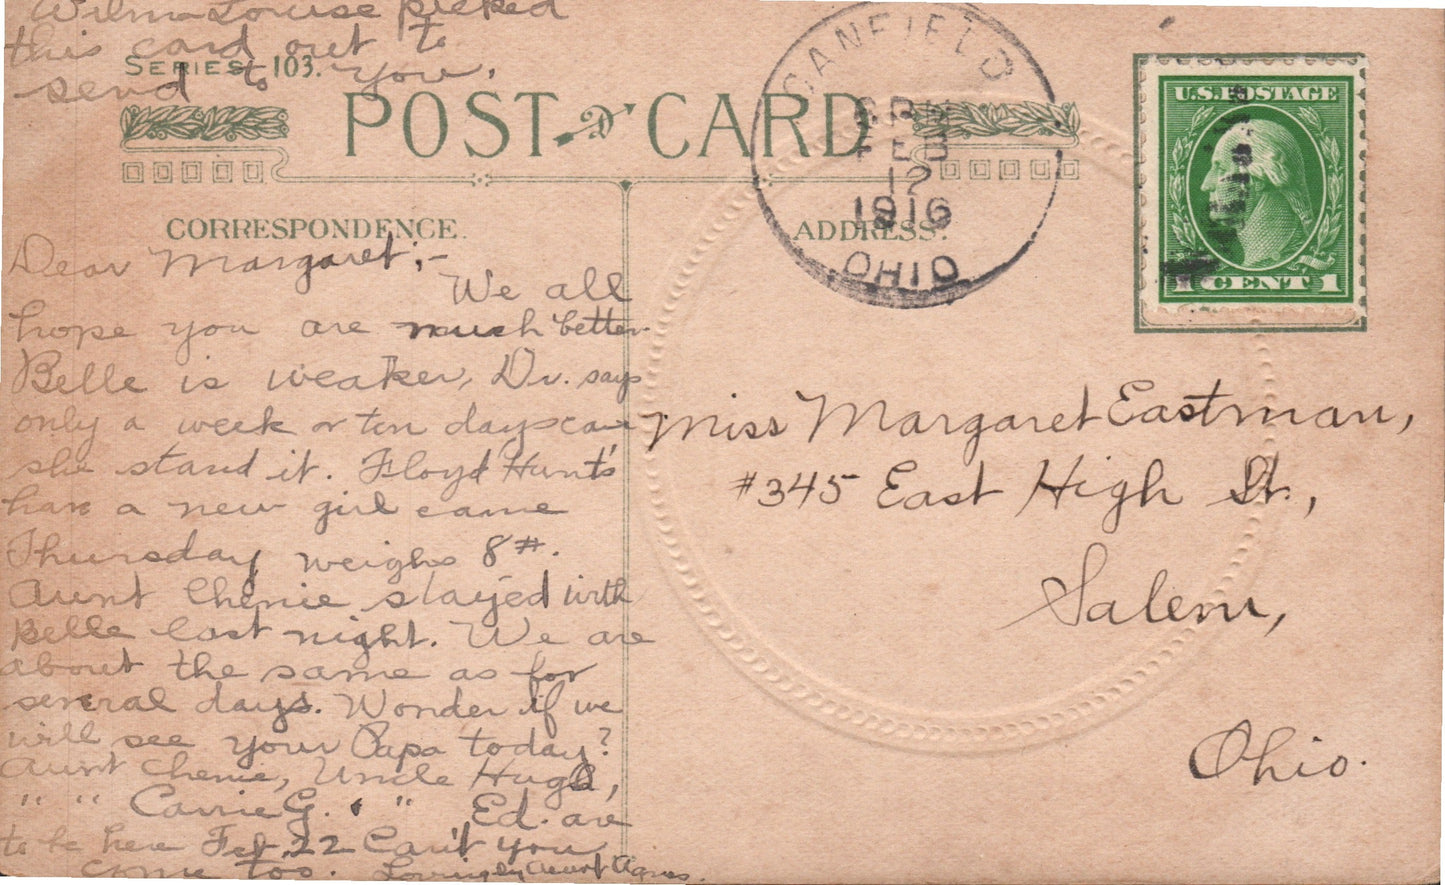 Wilma Louise picked
this card out to
send to you.
SERIES 103.
POST CARD
CANFIELD
6 PM
FEB
17
1916
OHIO
U.S. POSTAGE
1 CENT 1
CORRESPONDENCE.
ADDRESS.
Dear Margaret;-
We all
hope you are much better
Belle is weaker, Dr. says
only a week or ten days can
she stand it. Floyd Hunt's
have a new girl came
Thursday weighs 8#.
Aunt Chenie stayed with
Belle last night. We are
about the same as for
several days. Wonder if we
will see your Papa today?
Aunt Chenie, Uncle Hugh,
" " Carrie G. " Ed. are
to be here Feb. 22 Can't you
come too. Lovingly Aunt Agnes.
Miss Margaret Eastman,
#345 East High St.,
Salem,
Ohio.